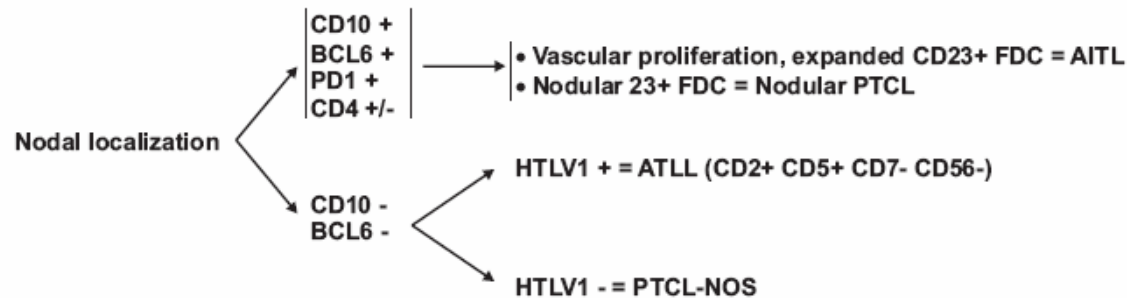 CD10 +
BCL6 +
PD1 +
CD4 +/-
• Vascular proliferation, expanded CD23+ FDC = AITL
• Nodular 23+ FDC = Nodular PTCL
Nodal localization
HTLV1 + = ATLL (CD2+ CD5+ CD7- CD56-)
CD10 -
BCL6 -
HTLV1 - = PTCL-NOS